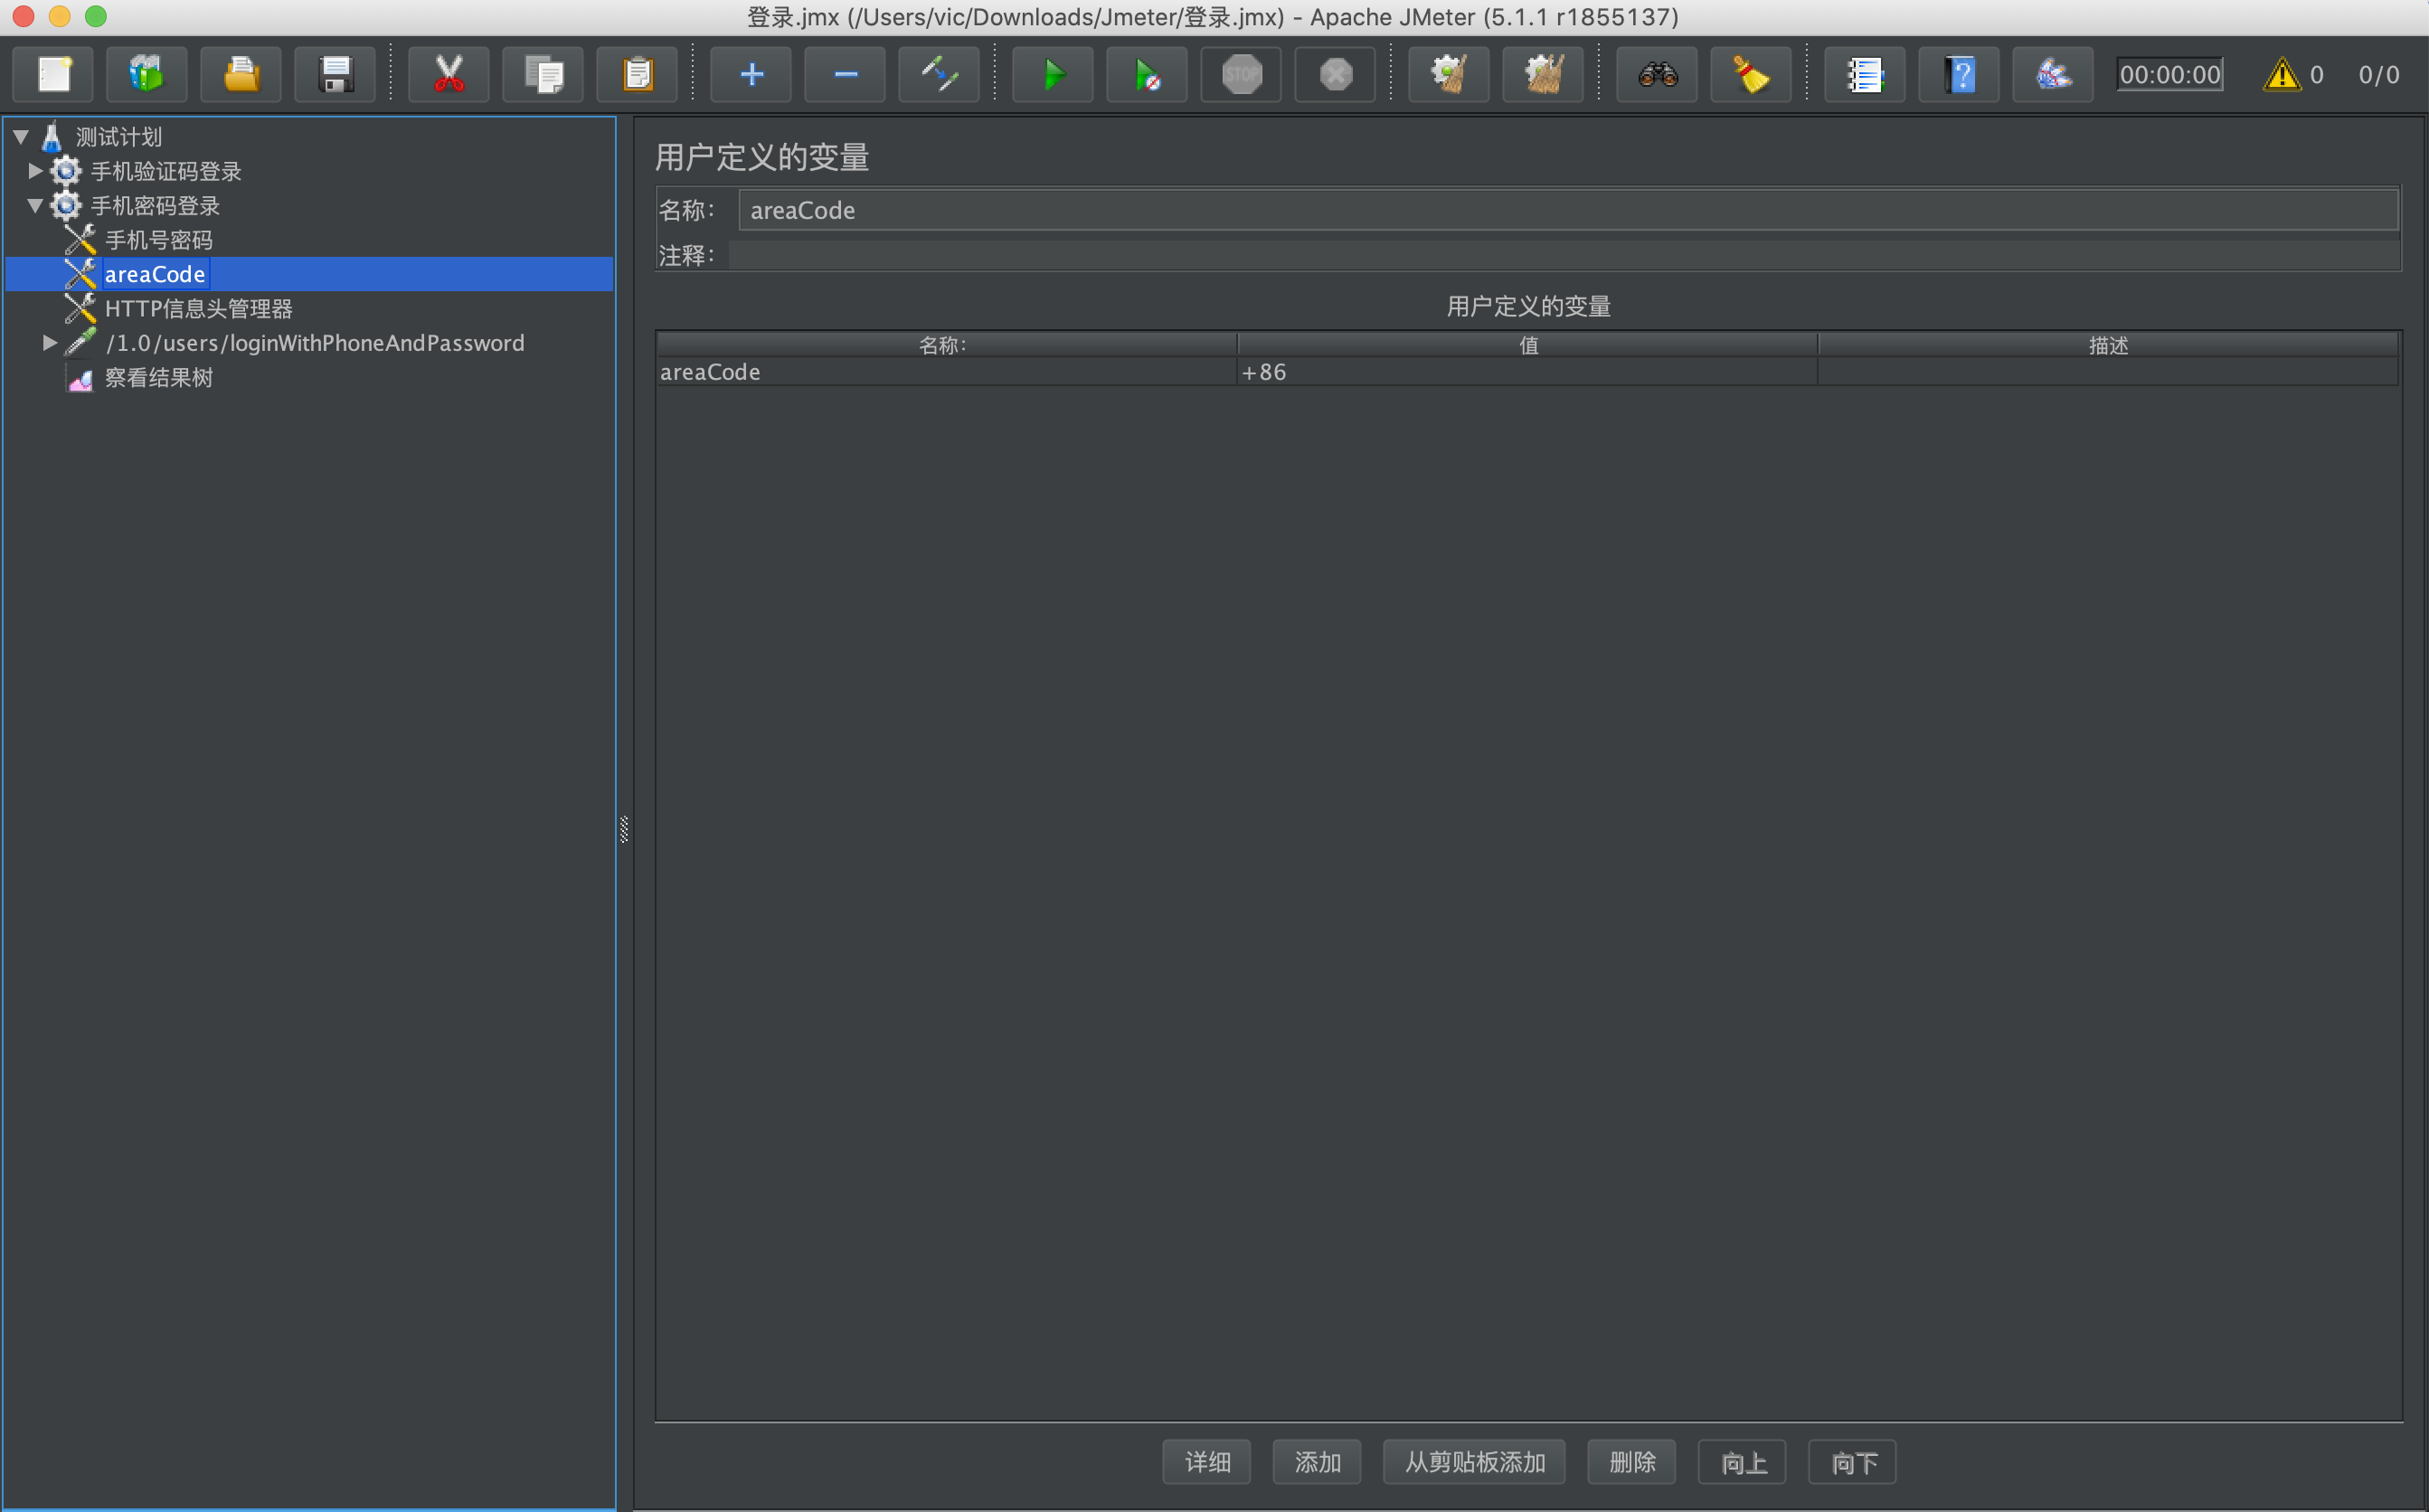 登录.jmx (/Users/vic/Downloads/Jmeter/登录.jmx) - Apache JMeter (5.1.1 r1855137)
STOP
00:00:00
0
0/0
测试计划
手机验证码登录
手机密码登录
手机号密码
areaCode
HTTP信息头管理器
/1.0/users/loginWithPhoneAndPassword
察看结果树
用户定义的变量
名称： areaCode
注释：
用户定义的变量
名称: 值 描述
areaCode +86
详细 添加 从剪贴板添加 删除 向上 向下